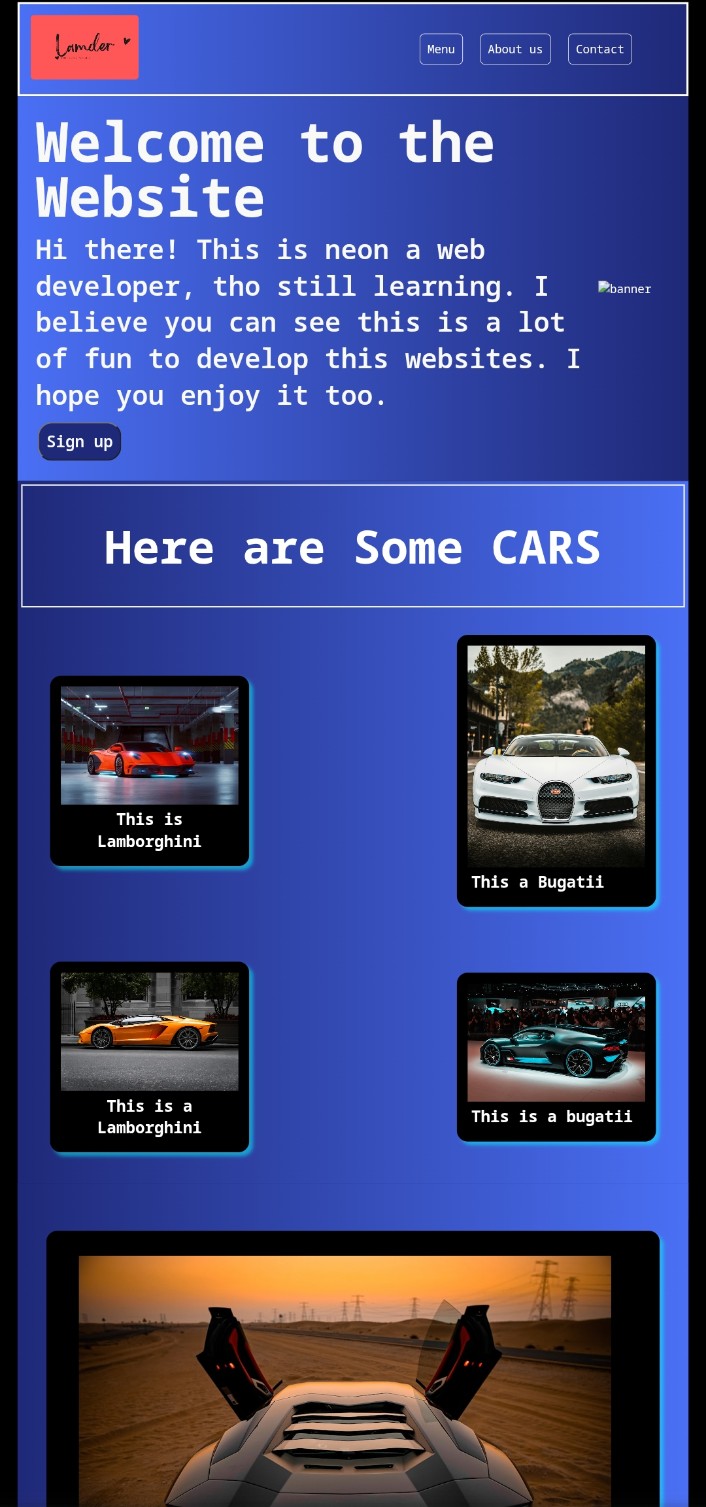 Lamder
Menu
About us
Contact
Welcome to the
Website
Hi there! This is neon a web
developer, tho still learning. I
believe you can see this is a lot
of fun to develop this websites. I
hope you enjoy it too.
banner
Sign up
Here are Some CARS
This is
Lamborghini
This a Bugatii
This is a
Lamborghini
This is a bugatii